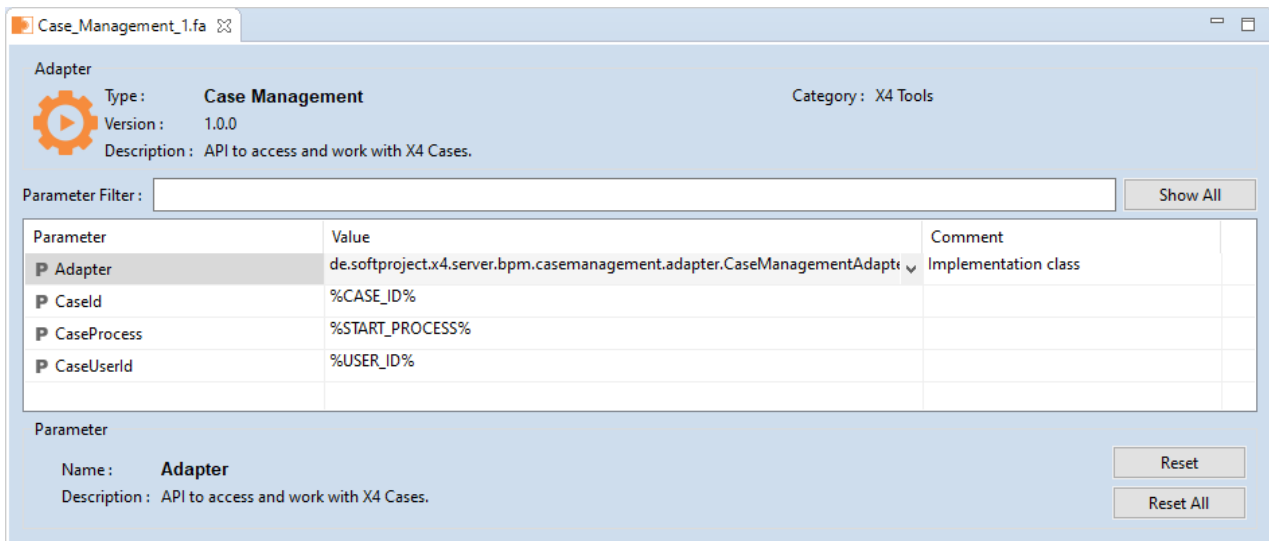 Case_Management_1.fa
Adapter
Type : Case Management Category : X4 Tools
Version : 1.0.0
Description : API to access and work with X4 Cases.
Parameter Filter : Show All
Parameter Value Comment
P Adapter de.softproject.x4.server.bpm.casemanagement.adapter.CaseManagementAdapte Implementation class
P CaseId %CASE_ID%
P CaseProcess %START_PROCESS%
P CaseUserId %USER_ID%
Parameter
Name : Adapter Reset
Description : API to access and work with X4 Cases.
Reset All